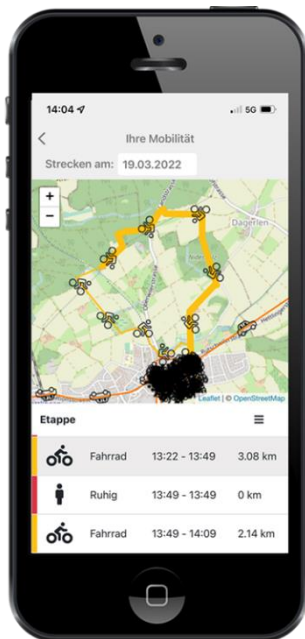 14:04
5G
Ihre Mobilität
Strecken am: 19.03.2022
+
−
Dägerlen
Leaflet | © OpenStreetMap
Etappe
Fahrrad 13:22 - 13:49 3.08 km
Ruhig 13:49 - 13:49 0 km
Fahrrad 13:49 - 14:09 2.14 km